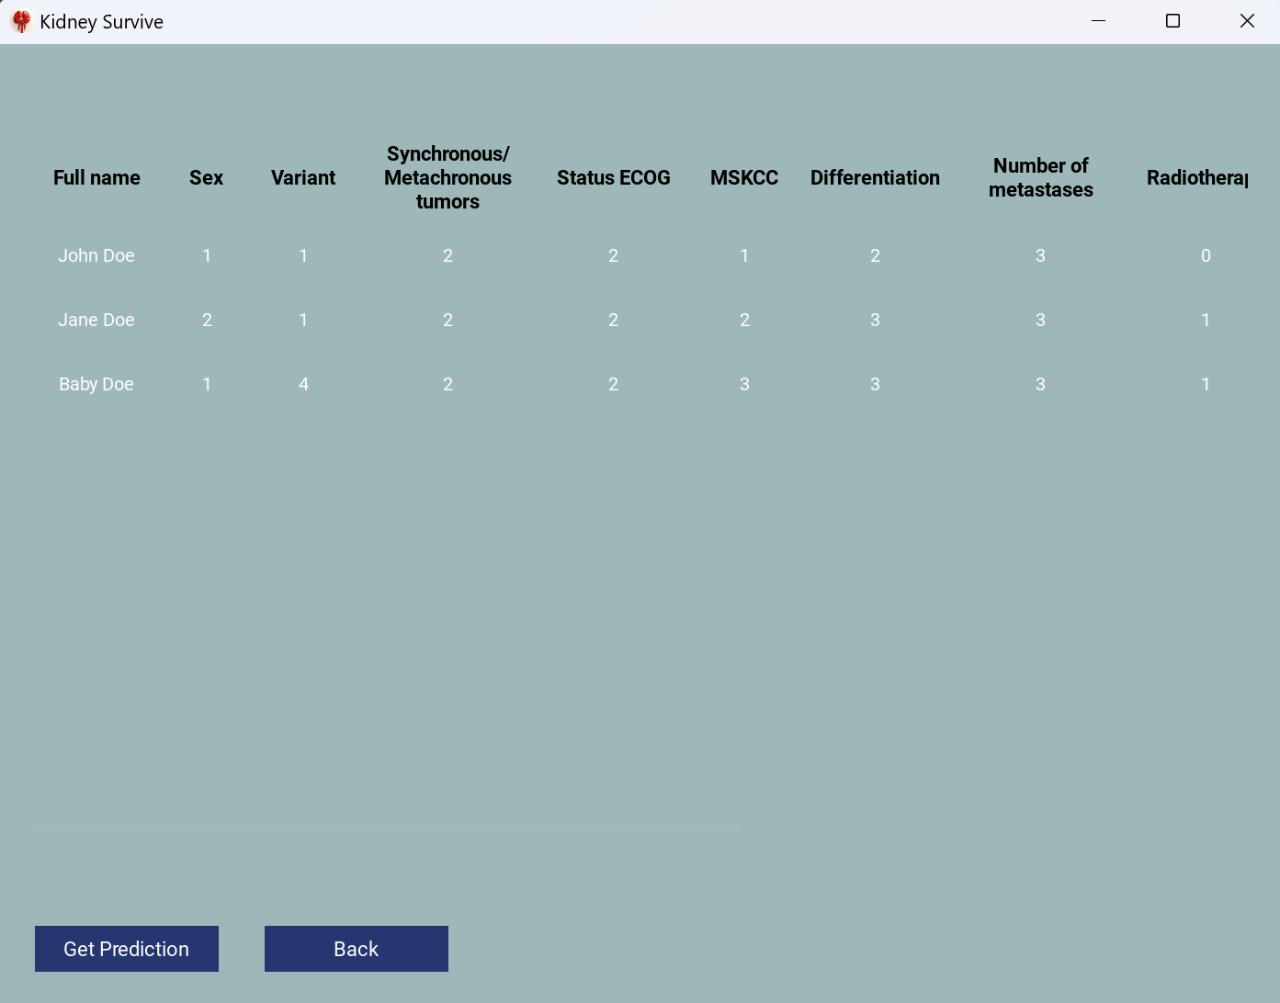 Kidney Survive
Full name Sex Variant Synchronous/ Metachronous tumors Status ECOG MSKCC Differentiation Number of metastases Radiotherap
John Doe 1 1 2 2 1 2 3 0
Jane Doe 2 1 2 2 2 3 3 1
Baby Doe 1 4 2 2 3 3 3 1
Get Prediction Back